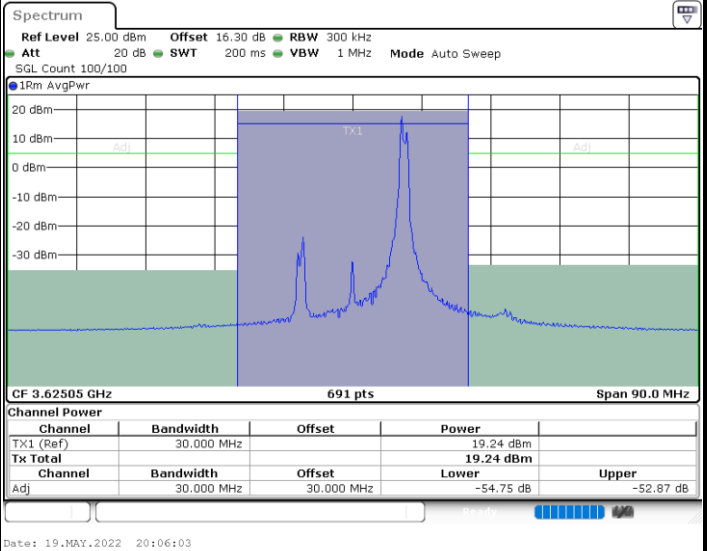 Spectrum
Ref Level 25.00 dBm Offset 16.30 dB RBW 300 kHz
Att 20 dB SWT 200 ms VBW 1 MHz Mode Auto Sweep
SGL Count 100/100
1Rm AvgPwr
20 dBm
TX1
10 dBm
Adj Adj
0 dBm
-10 dBm
-20 dBm
-30 dBm
CF 3.62505 GHz 691 pts Span 90.0 MHz
Channel Power
Channel Bandwidth Offset Power
TX1 (Ref) 30.000 MHz 19.24 dBm
Tx Total 19.24 dBm
Channel Bandwidth Offset Lower Upper
Adj 30.000 MHz 30.000 MHz -54.75 dB -52.87 dB
Ready
Date: 19.MAY.2022 20:06:03